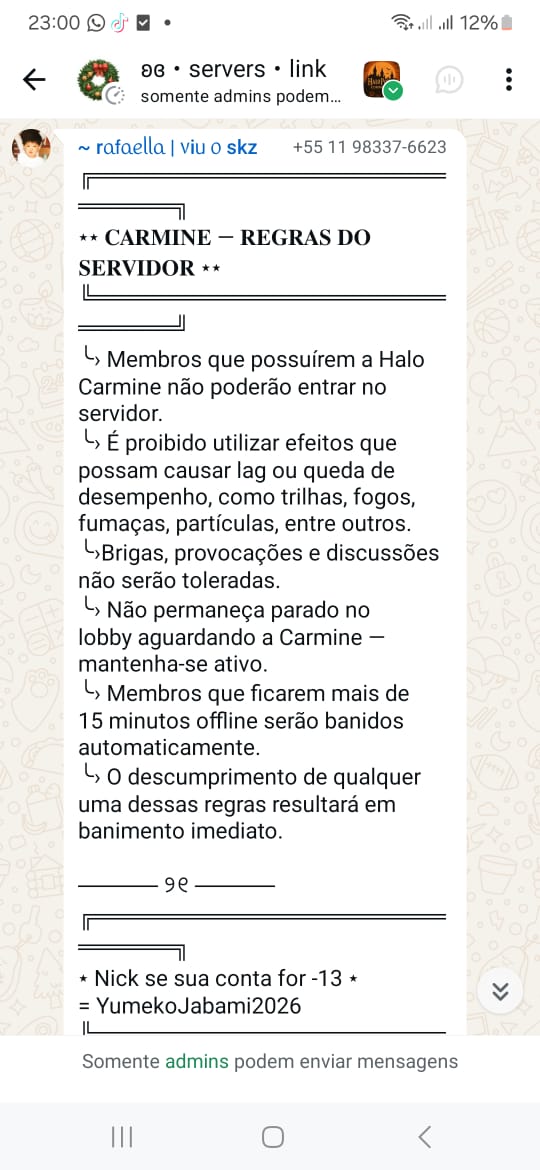 23:00 12%
ʚɞ • servers • link
somente admins podem...
~ rafaella | viu o skz +55 11 98337-6623
╔══════════════
════╗
⋆⋆ 𝐂𝐀𝐑𝐌𝐈𝐍𝐄 — 𝐑𝐄𝐆𝐑𝐀𝐒 𝐃𝐎
𝐒𝐄𝐑𝐕𝐈𝐃𝐎𝐑 ⋆⋆
╚══════════════
════╝
╰› Membros que possuírem a Halo
Carmine não poderão entrar no
servidor.
╰› É proibido utilizar efeitos que
possam causar lag ou queda de
desempenho, como trilhas, fogos,
fumaças, partículas, entre outros.
╰›Brigas, provocações e discussões
não serão toleradas.
╰› Não permaneça parado no
lobby aguardando a Carmine —
mantenha-se ativo.
╰› Membros que ficarem mais de
15 minutos offline serão banidos
automaticamente.
╰› O descumprimento de qualquer
uma dessas regras resultará em
banimento imediato.
———— ୨୧ ————
╔══════════════
════╗
⋆ Nick se sua conta for -13 ⋆
= YumekoJabami2026
╚══════════════
Somente admins podem enviar mensagens